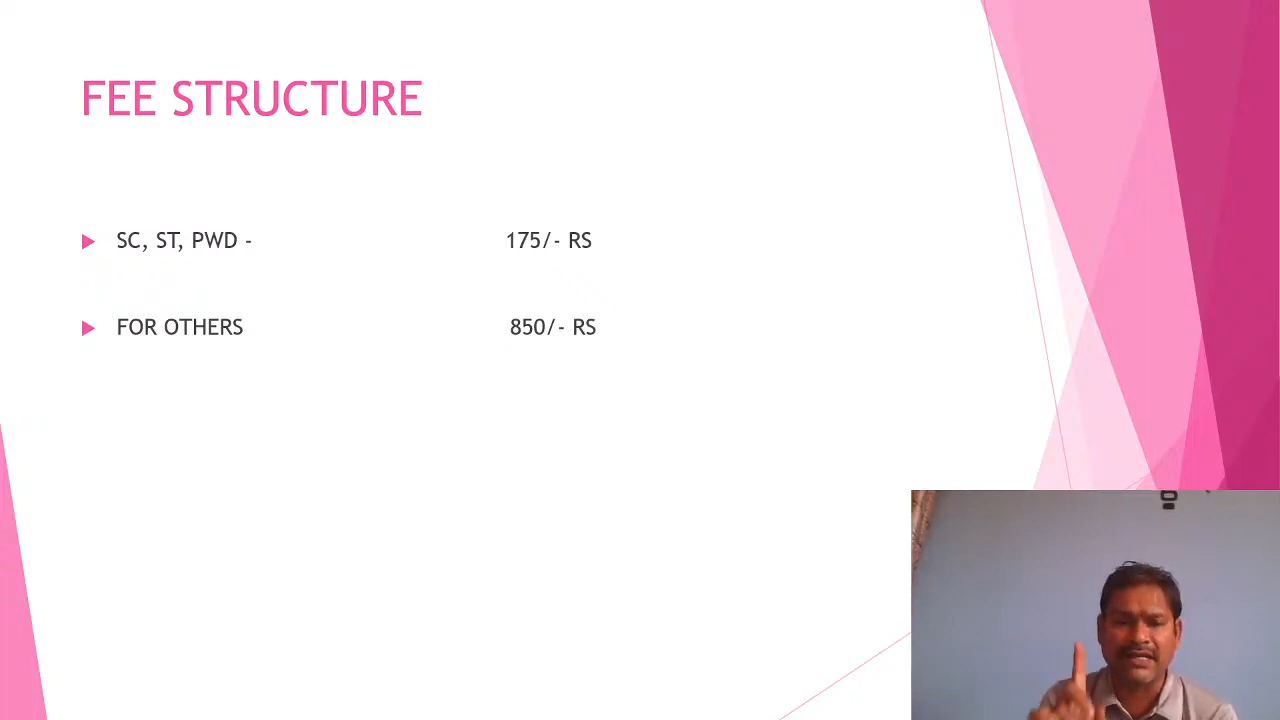 FEE STRUCTURE
SC, ST, PWD - 175/- RS
FOR OTHERS 850/- RS